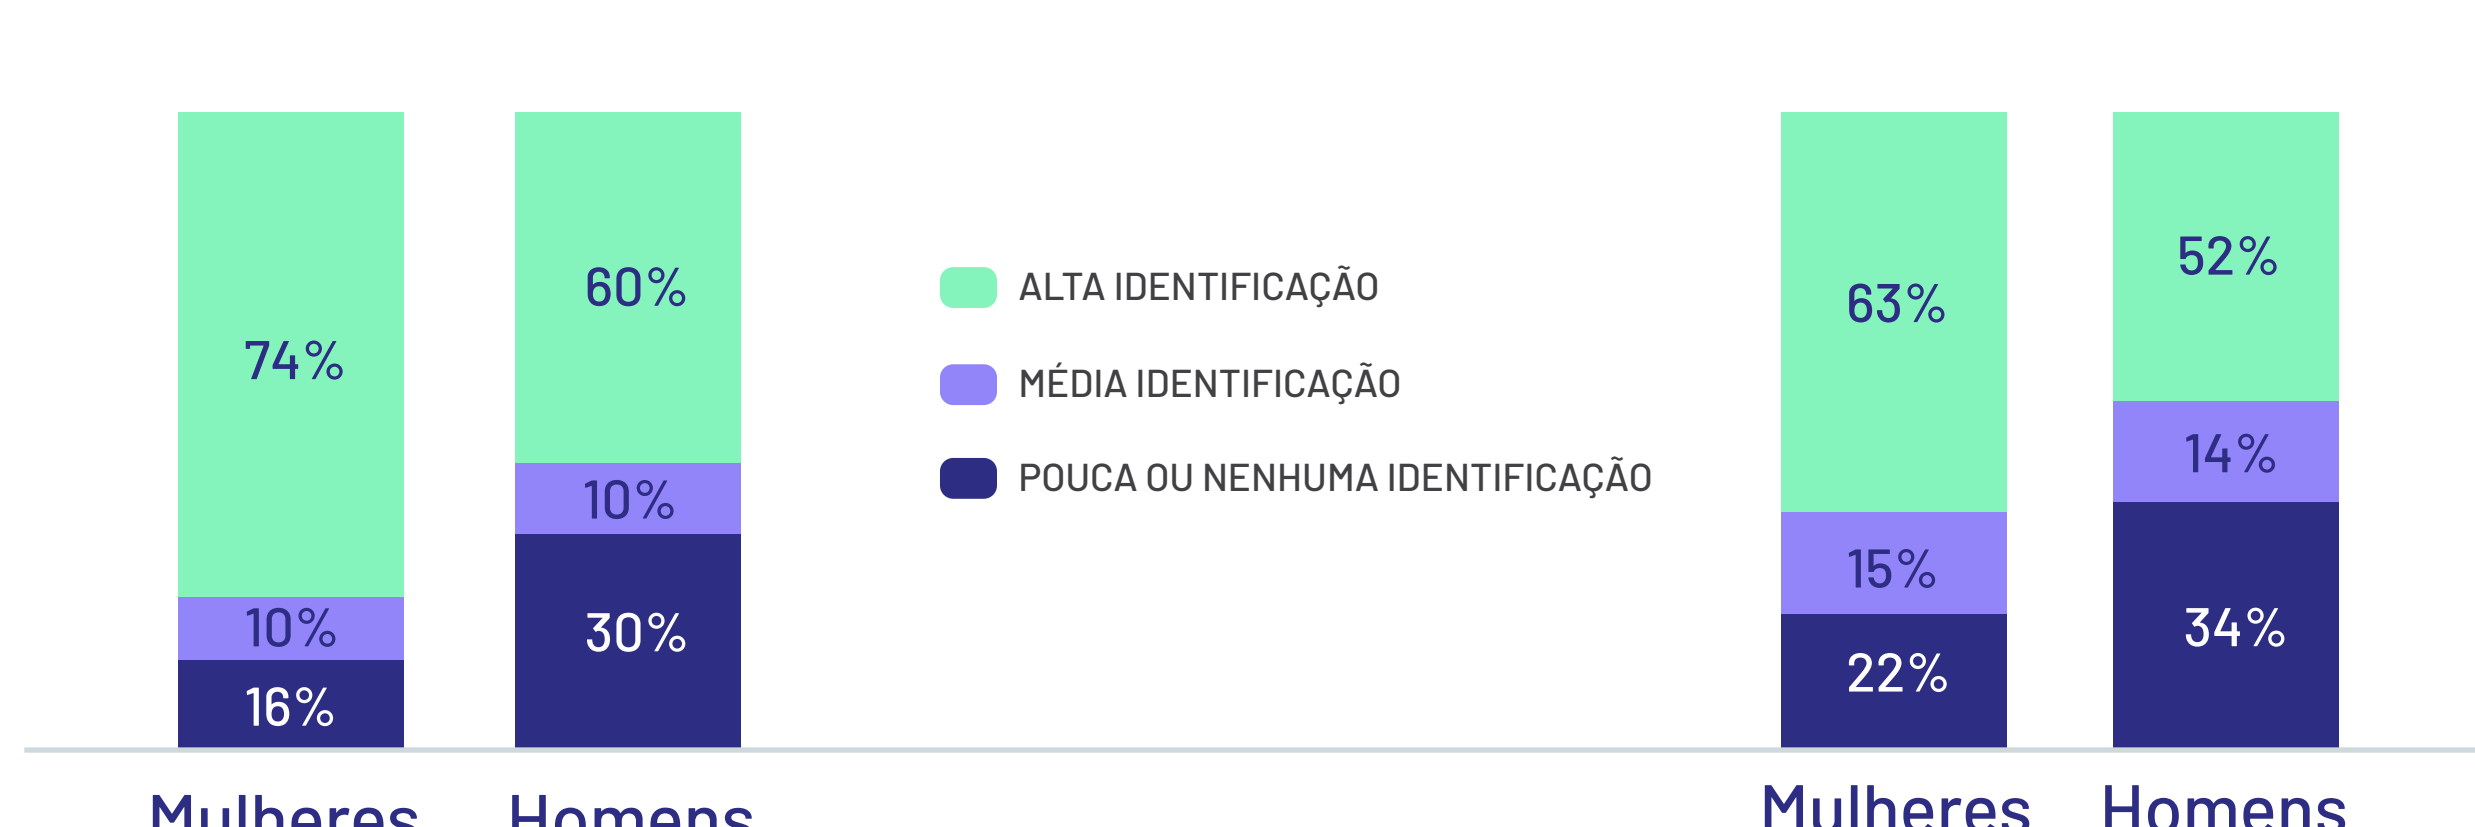 74%
10%
16%
60%
10%
30%
ALTA IDENTIFICAÇÃO
MÉDIA IDENTIFICAÇÃO
POUCA OU NENHUMA IDENTIFICAÇÃO
63%
15%
22%
52%
14%
34%
Mulheres Homens
Mulheres Homens